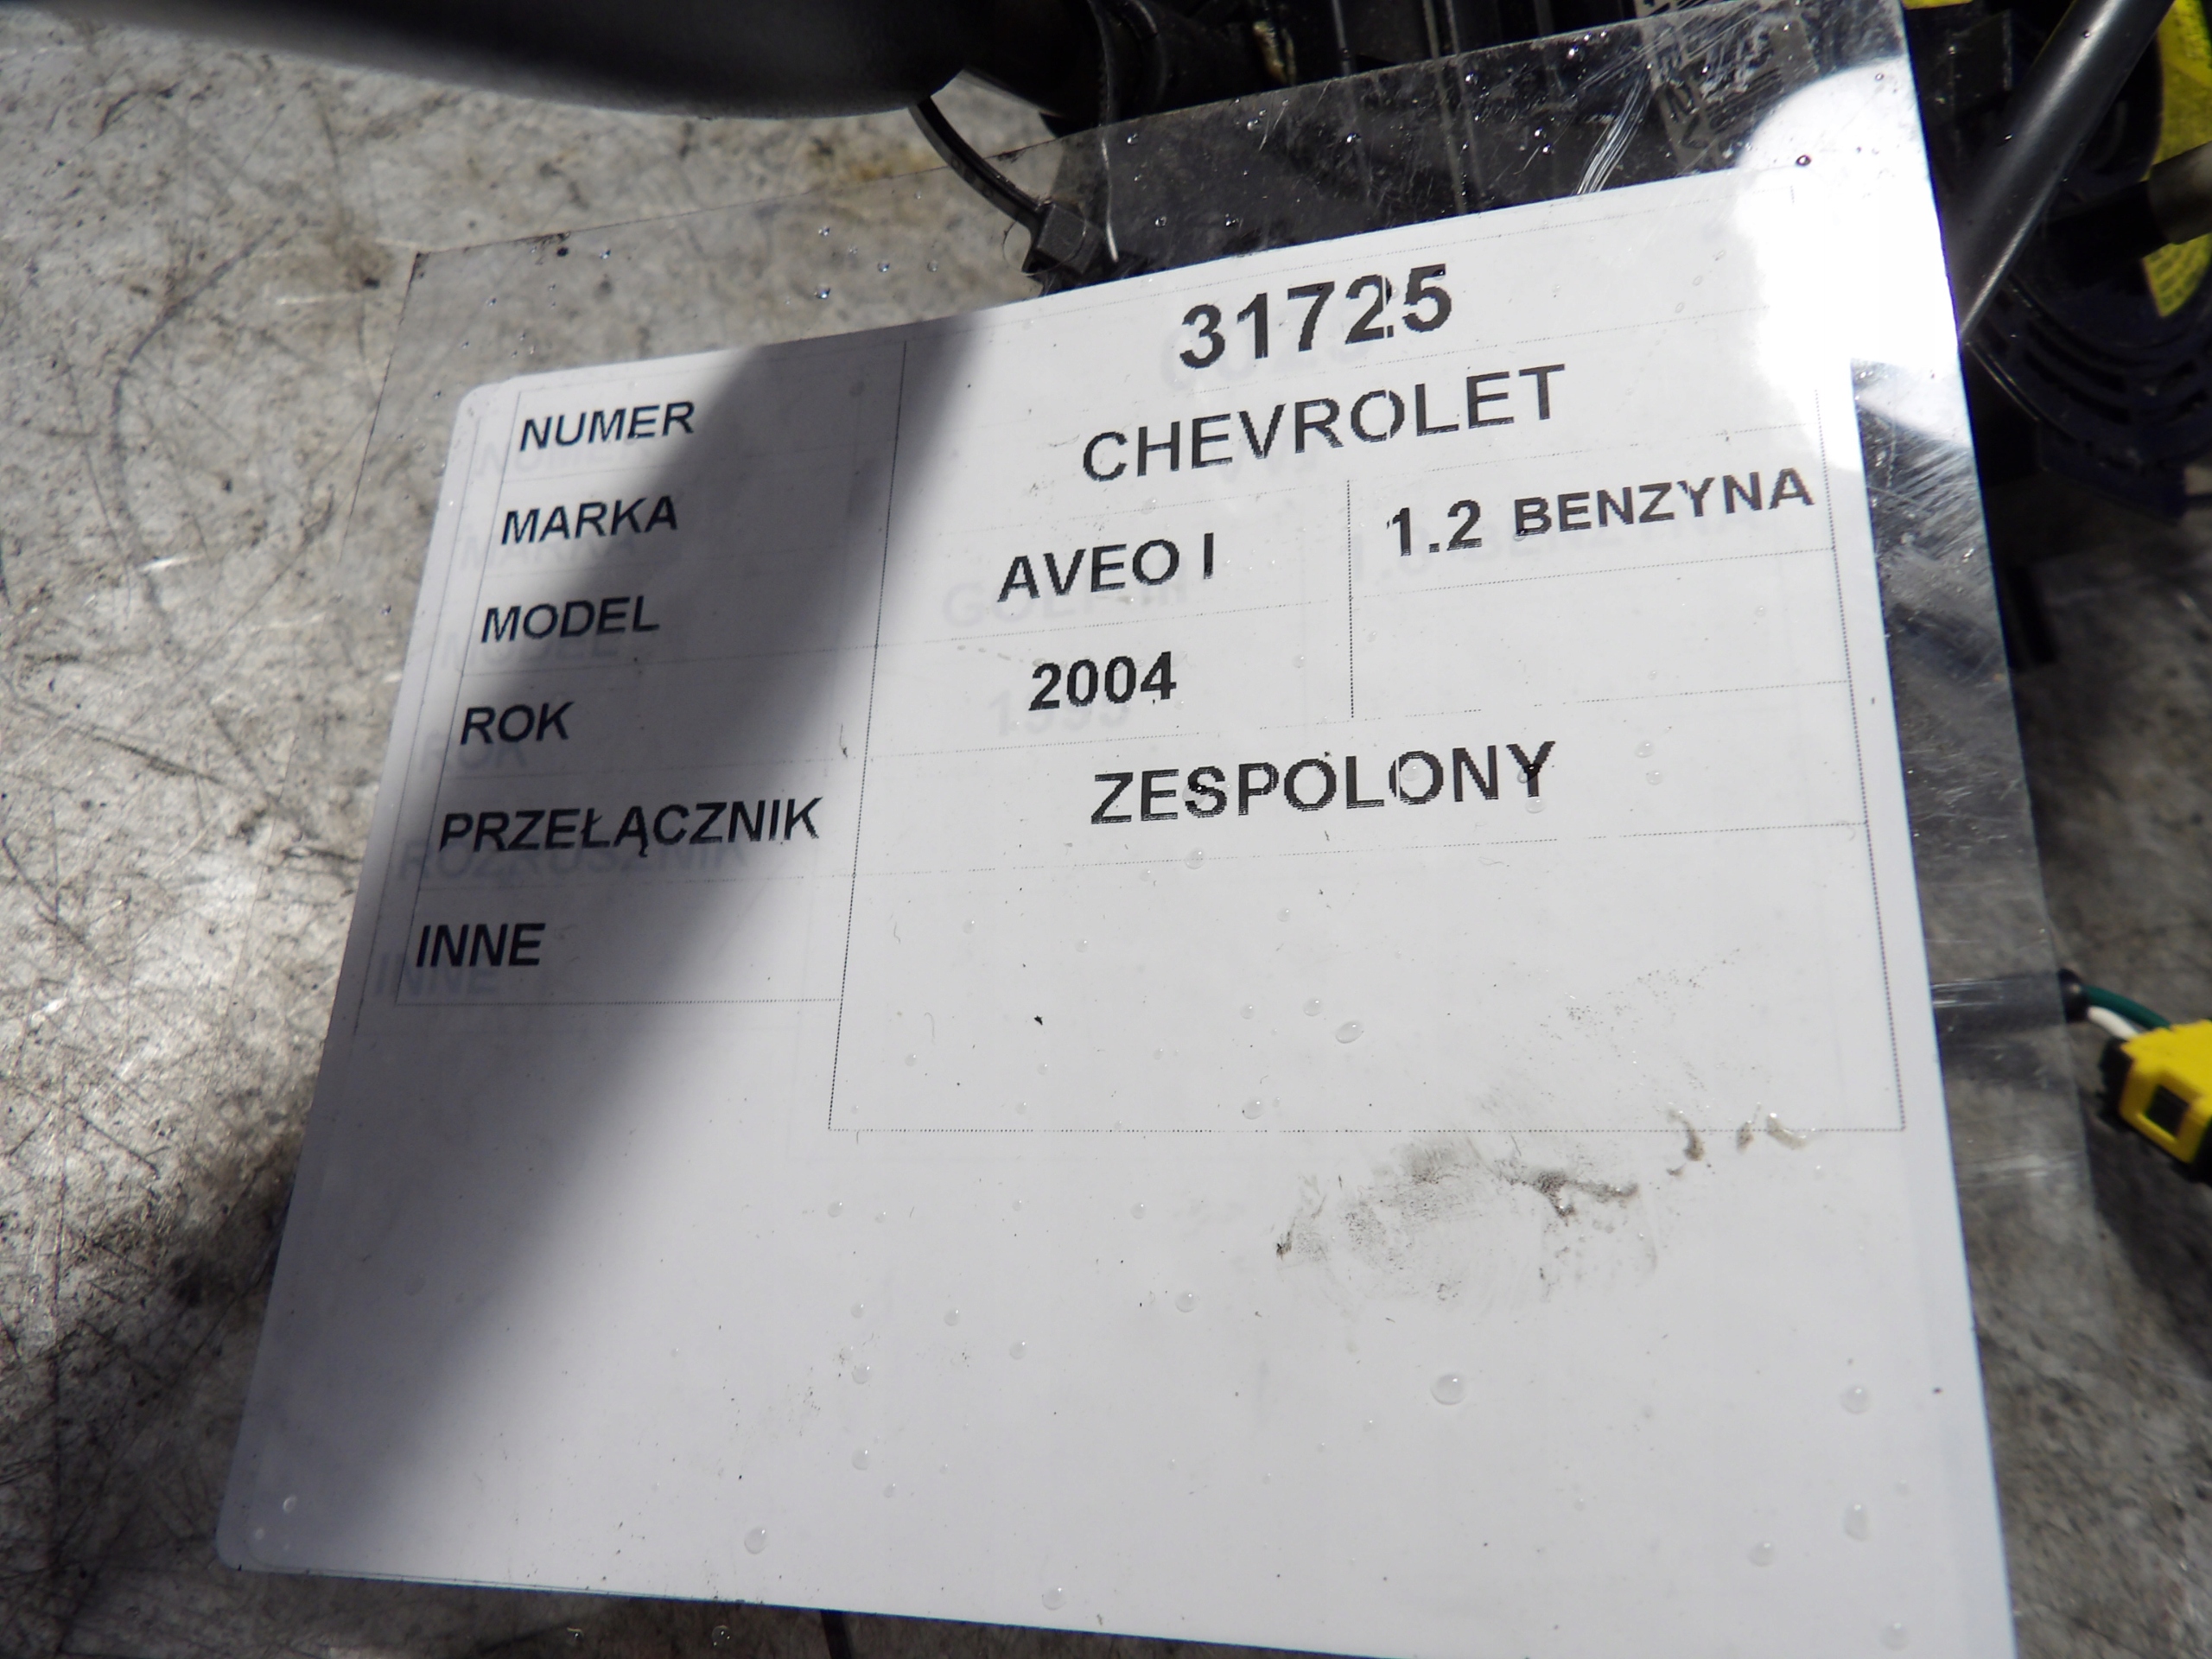 NUMER 31725
MARKA CHEVROLET
MODEL AVEO I 1.2 BENZYNA
ROK 2004
PRZEŁĄCZNIK ZESPOLONY
INNE